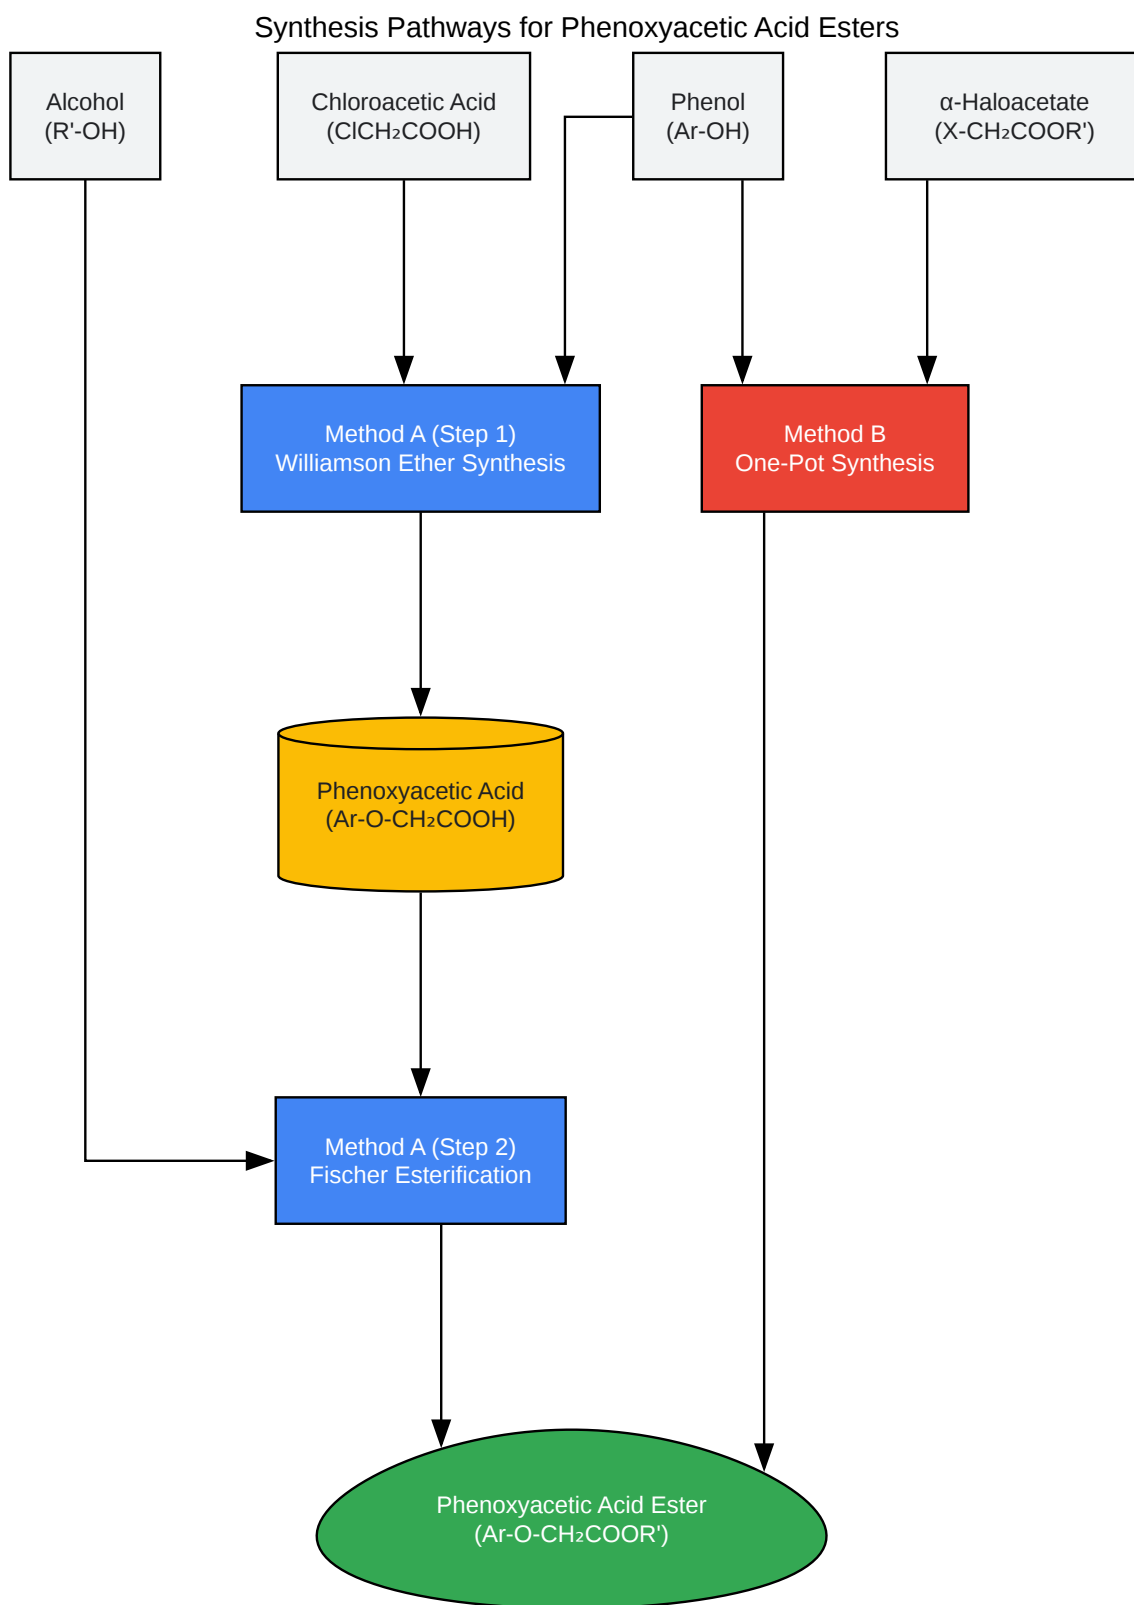 Synthesis Pathways for Phenoxyacetic Acid Esters
Alcohol
(R'-OH)
Chloroacetic Acid
(ClCH₂COOH)
Phenol
(Ar-OH)
α-Haloacetate
(X-CH₂COOR')
Method A (Step 1)
Williamson Ether Synthesis
Method B
One-Pot Synthesis
Phenoxyacetic Acid
(Ar-O-CH₂COOH)
Method A (Step 2)
Fischer Esterification
Phenoxyacetic Acid Ester
(Ar-O-CH₂COOR')